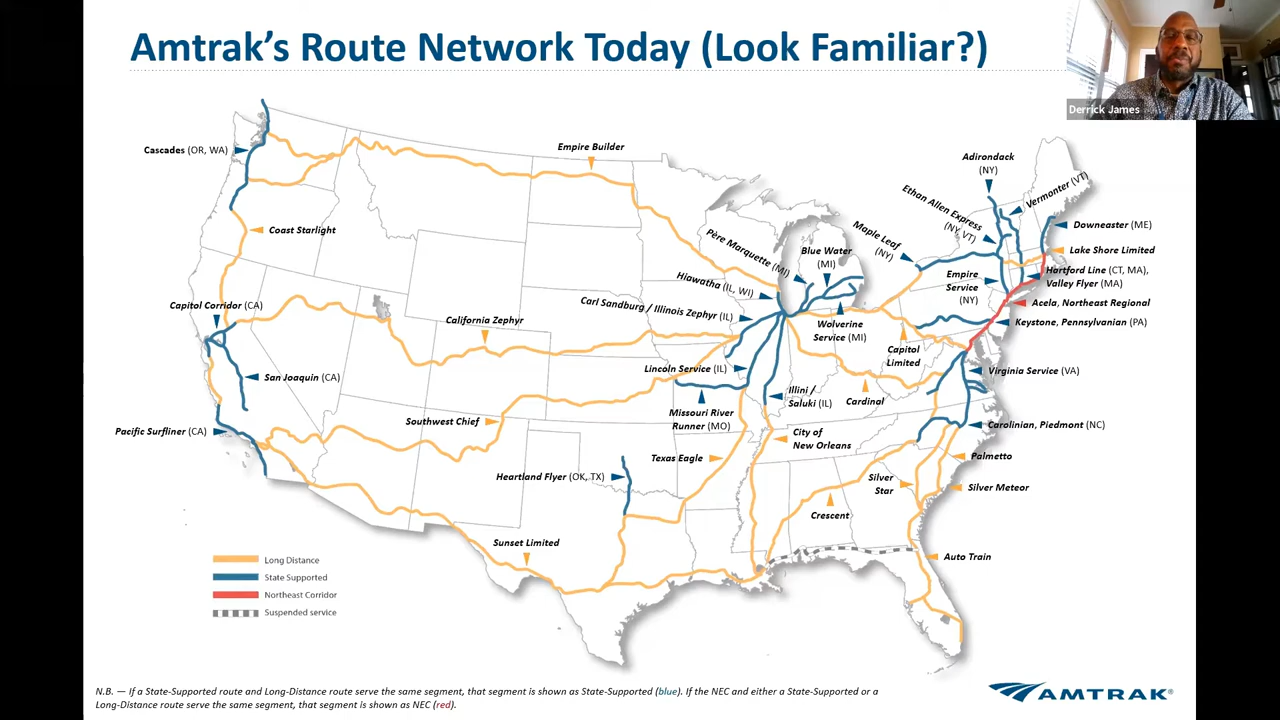 Amtrak's Route Network Today (Look Familiar?)
Derrick James
Cascades (OR, WA)
Empire Builder
Adirondack
(NY)
Vermonter (VT)
Ethan Allen Express
(NY, VT)
Downeaster (ME)
Coast Starlight
Père Marquette (MI)
Blue Water
(MI)
Maple Leaf
(NY)
Lake Shore Limited
Hiawatha (IL, WI)
Empire
Service
(NY)
Hartford Line (CT, MA),
Valley Flyer (MA)
Capitol Corridor (CA)
Carl Sandburg / Illinois Zephyr (IL)
Acela, Northeast Regional
California Zephyr
Wolverine
Service (MI)
Keystone, Pennsylvanian (PA)
Capitol
Limited
San Joaquin (CA)
Lincoln Service (IL)
Virginia Service (VA)
Illini /
Saluki (IL)
Cardinal
Missouri River
Runner (MO)
Southwest Chief
Pacific Surfliner (CA)
City of
New Orleans
Carolinian, Piedmont (NC)
Texas Eagle
Palmetto
Heartland Flyer (OK, TX)
Silver
Star
Silver Meteor
Crescent
Sunset Limited
Auto Train
Long Distance
State Supported
Northeast Corridor
Suspended service
N.B. — If a State-Supported route and Long-Distance route serve the same segment, that segment is shown as State-Supported (blue). If the NEC and either a State-Supported or a
Long-Distance route serve the same segment, that segment is shown as NEC (red).
AMTRAK®